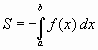 S = -∫_a^b f(x) dx